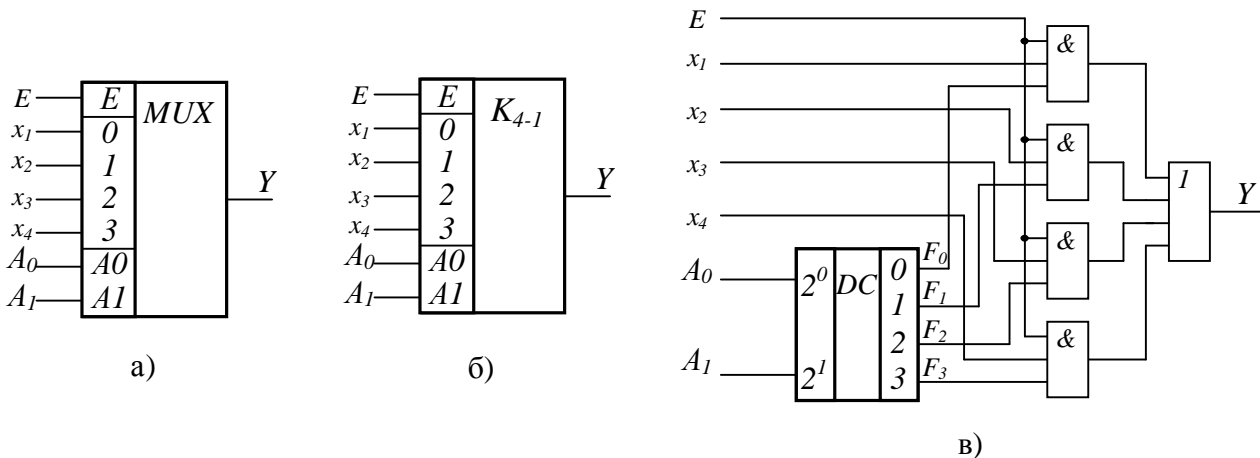 E E MUX
x1 0
x2 1
x3 2
x4 3
A0 A0
A1 A1
Y
а)
E E K4-1
x1 0
x2 1
x3 2
x4 3
A0 A0
A1 A1
Y
б)
E
x1
x2
x3
x4
A0
A1
2^0 DC 0
1
2
2^1 3
F0
F1
F2
F3
&
&
&
&
1
Y
в)